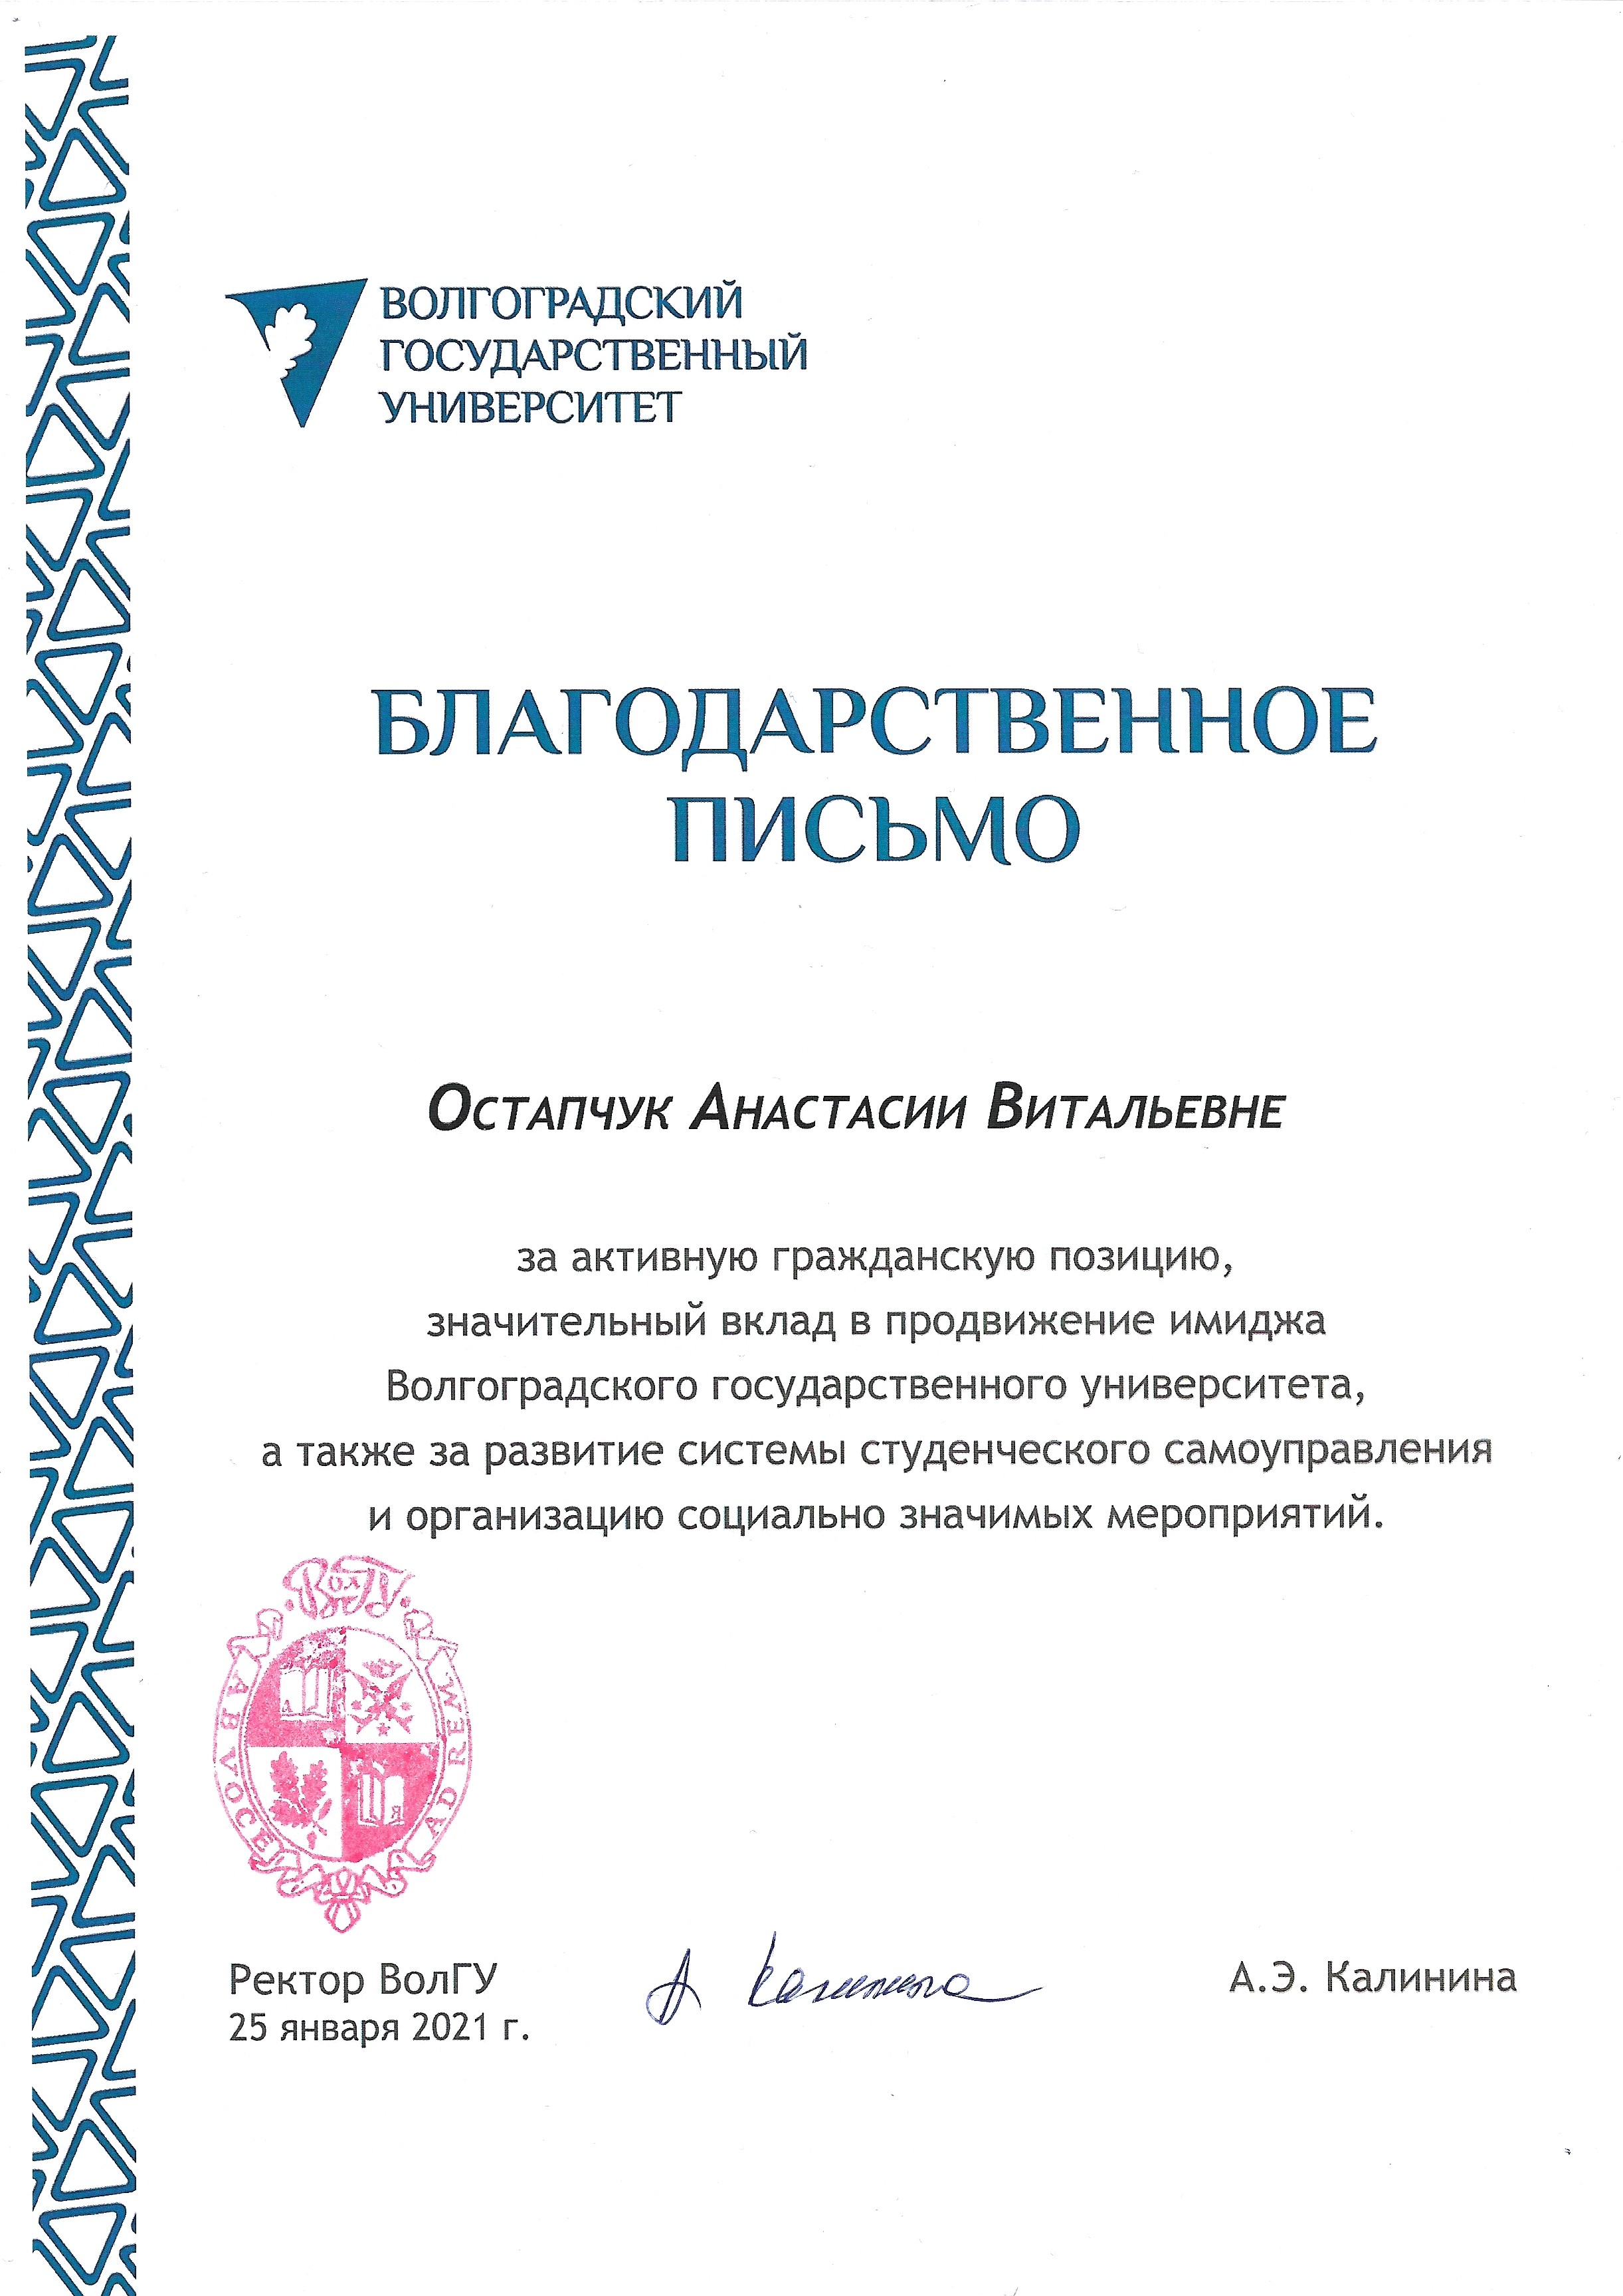 ВОЛГОГРАДСКИЙ
ГОСУДАРСТВЕННЫЙ
УНИВЕРСИТЕТ
БЛАГОДАРСТВЕННОЕ
ПИСЬМО
ОСТАПЧУК АНАСТАСИИ ВИТАЛЬЕВНЕ
за активную гражданскую позицию,
значительный вклад в продвижение имиджа
Волгоградского государственного университета,
а также за развитие системы студенческого самоуправления
и организацию социально значимых мероприятий.
ВолГУ
AB VOCE AD REM
А
Я
Ректор ВолГУ
25 января 2021 г.
А Калинина
А.Э. Калинина